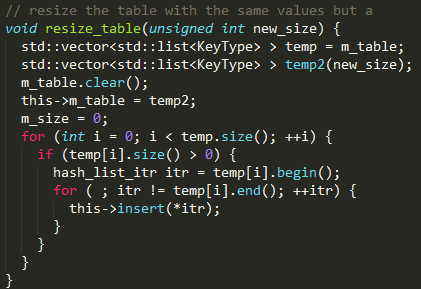 // resize the table with the same values but a
void resize_table(unsigned int new_size) {
  std::vector<std::list<KeyType> > temp = m_table;
  std::vector<std::list<KeyType> > temp2(new_size);
  m_table.clear();
  this->m_table = temp2;
  m_size = 0;
  for (int i = 0; i < temp.size(); ++i) {
    if (temp[i].size() > 0) {
      hash_list_itr itr = temp[i].begin();
      for ( ; itr != temp[i].end(); ++itr) {
        this->insert(*itr);
      }
    }
  }
}